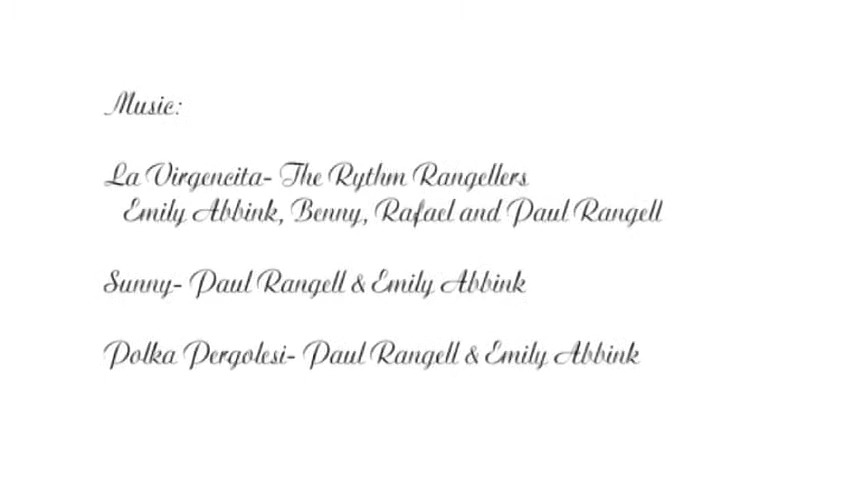 Music:
La Virgencita- The Rythm Rangellers
Emily Abbink, Benny, Rafael and Paul Rangell
Sunny- Paul Rangell & Emily Abbink
Polka Pergolesi- Paul Rangell & Emily Abbink